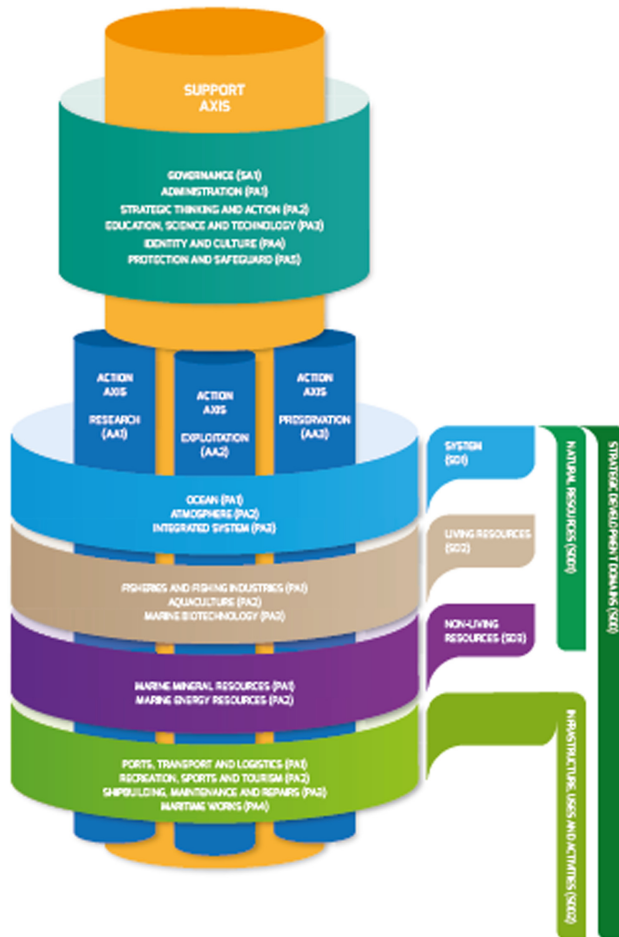 SUPPORT
AXIS
GOVERNANCE (SA1)
ADMINISTRATION (PA1)
STRATEGIC THINKING AND ACTION (PA2)
EDUCATION, SCIENCE AND TECHNOLOGY (PA3)
IDENTITY AND CULTURE (PA4)
PROTECTION AND SAFEGUARD (PA5)
ACTION
AXIS
RESEARCH
(AA1)
ACTION
AXIS
EXPLOITATION
(AA2)
ACTION
AXIS
PRESERVATION
(AA3)
OCEAN (PA1)
ATMOSPHERE (PA2)
INTEGRATED SYSTEM (PA3)
FISHERIES AND FISHING INDUSTRIES (PA1)
AQUACULTURE (PA2)
MARINE BIOTECHNOLOGY (PA3)
MARINE MINERAL RESOURCES (PA1)
MARINE ENERGY RESOURCES (PA2)
PORTS, TRANSPORT AND LOGISTICS (PA1)
RECREATION, SPORTS AND TOURISM (PA2)
SHIPBUILDING, MAINTENANCE AND REPAIRS (PA3)
MARITIME WORKS (PA4)
SYSTEM
(SD1)
LIVING RESOURCES
(SD2)
NON-LIVING
RESOURCES (SD3)
NATURAL RESOURCES (SDD1)
INFRASTRUCTURE, USES AND ACTIVITIES (SDD2)
STRATEGIC DEVELOPMENT DOMAINS (SDD)